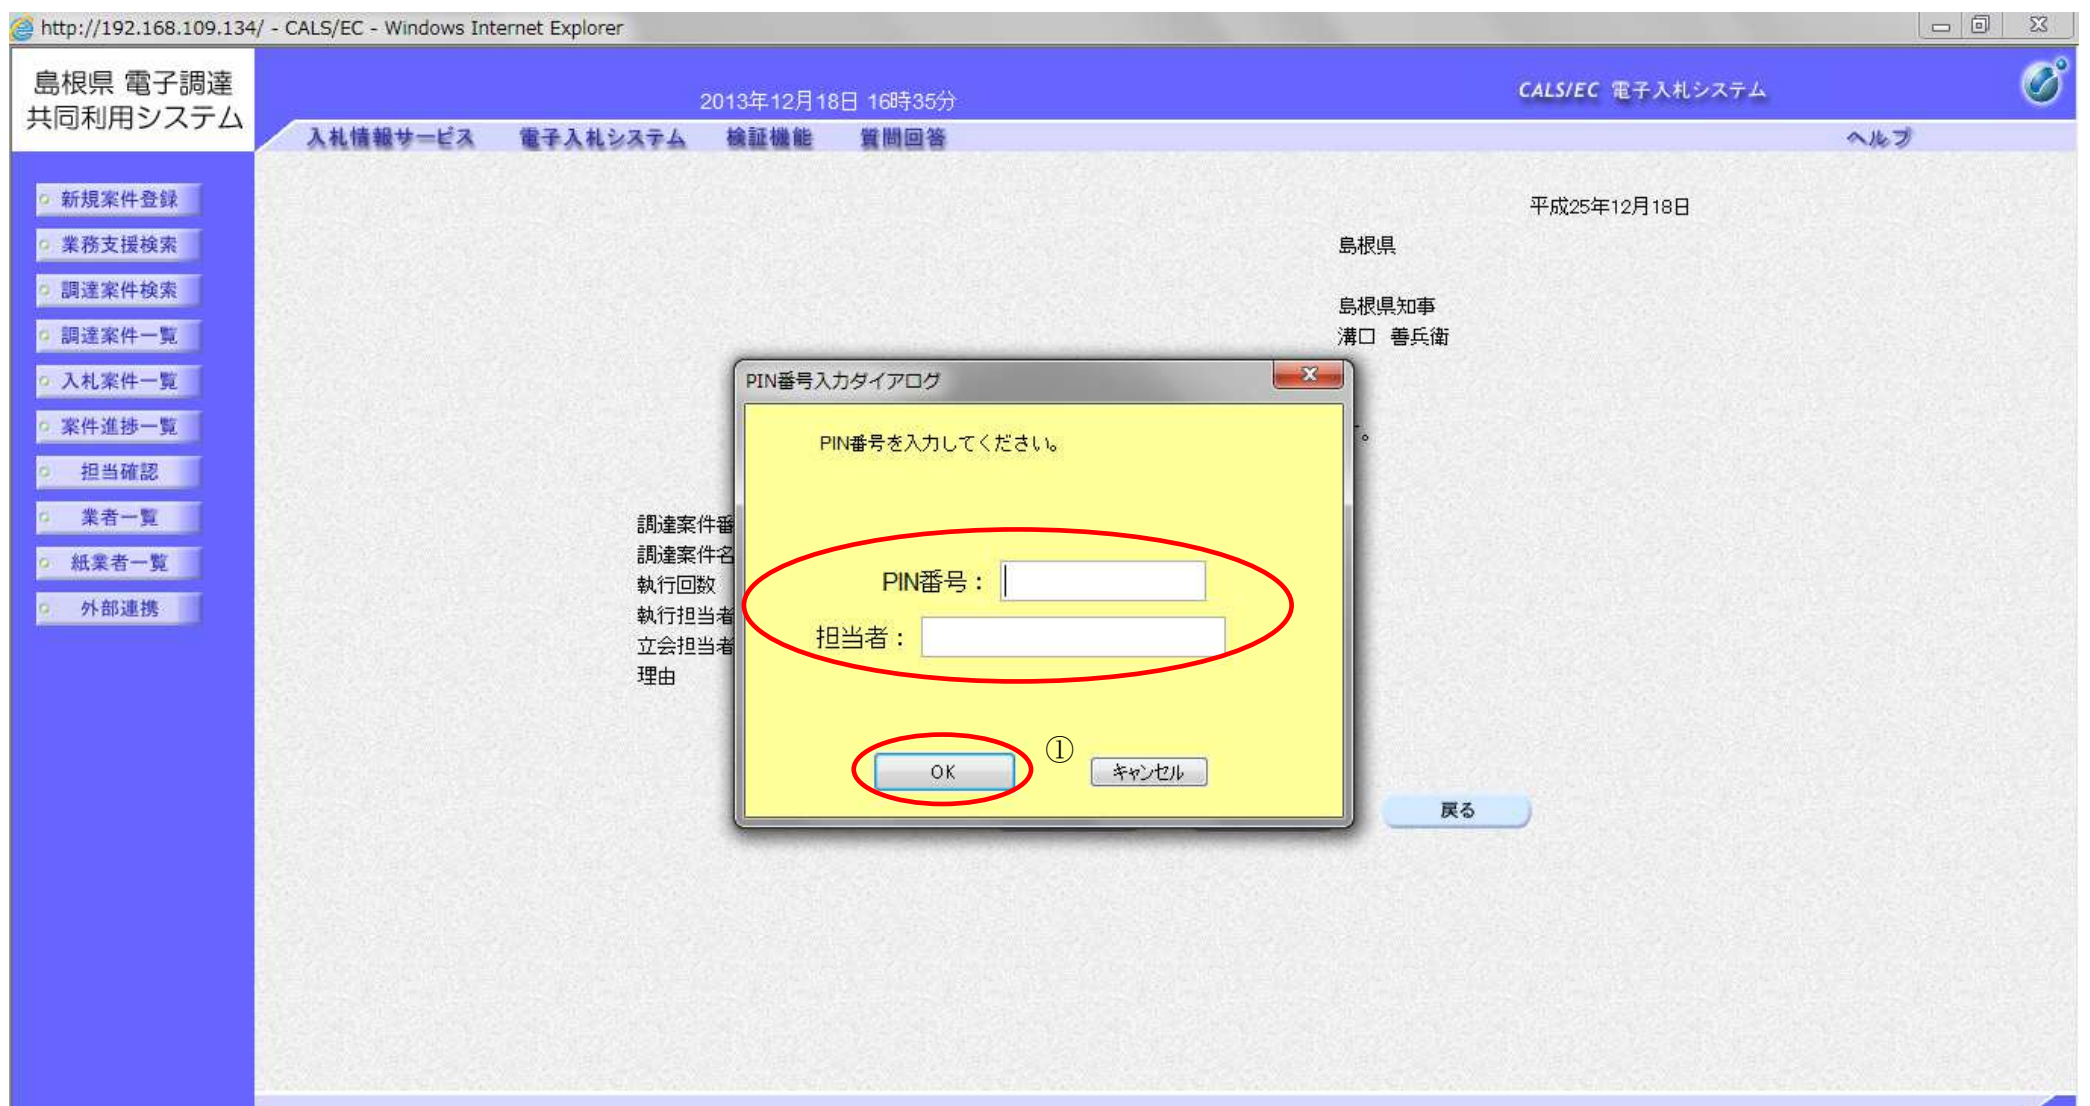 http://192.168.109.134/ - CALS/EC - Windows Internet Explorer
島根県 電子調達
共同利用システム
2013年12月18日 16時35分
CALS/EC 電子入札システム
入札情報サービス 電子入札システム 検証機能 質問回答 ヘルプ
新規案件登録
業務支援検索
調達案件検索
調達案件一覧
入札案件一覧
案件進捗一覧
担当確認
業者一覧
紙業者一覧
外部連携
平成25年12月18日
島根県
島根県知事
溝口 善兵衛
。
調達案件番
調達案件名
執行回数
執行担当者
立会担当者
理由
PIN番号入力ダイアログ
PIN番号を入力してください。
PIN番号：
担当者：
OK ① キャンセル
戻る